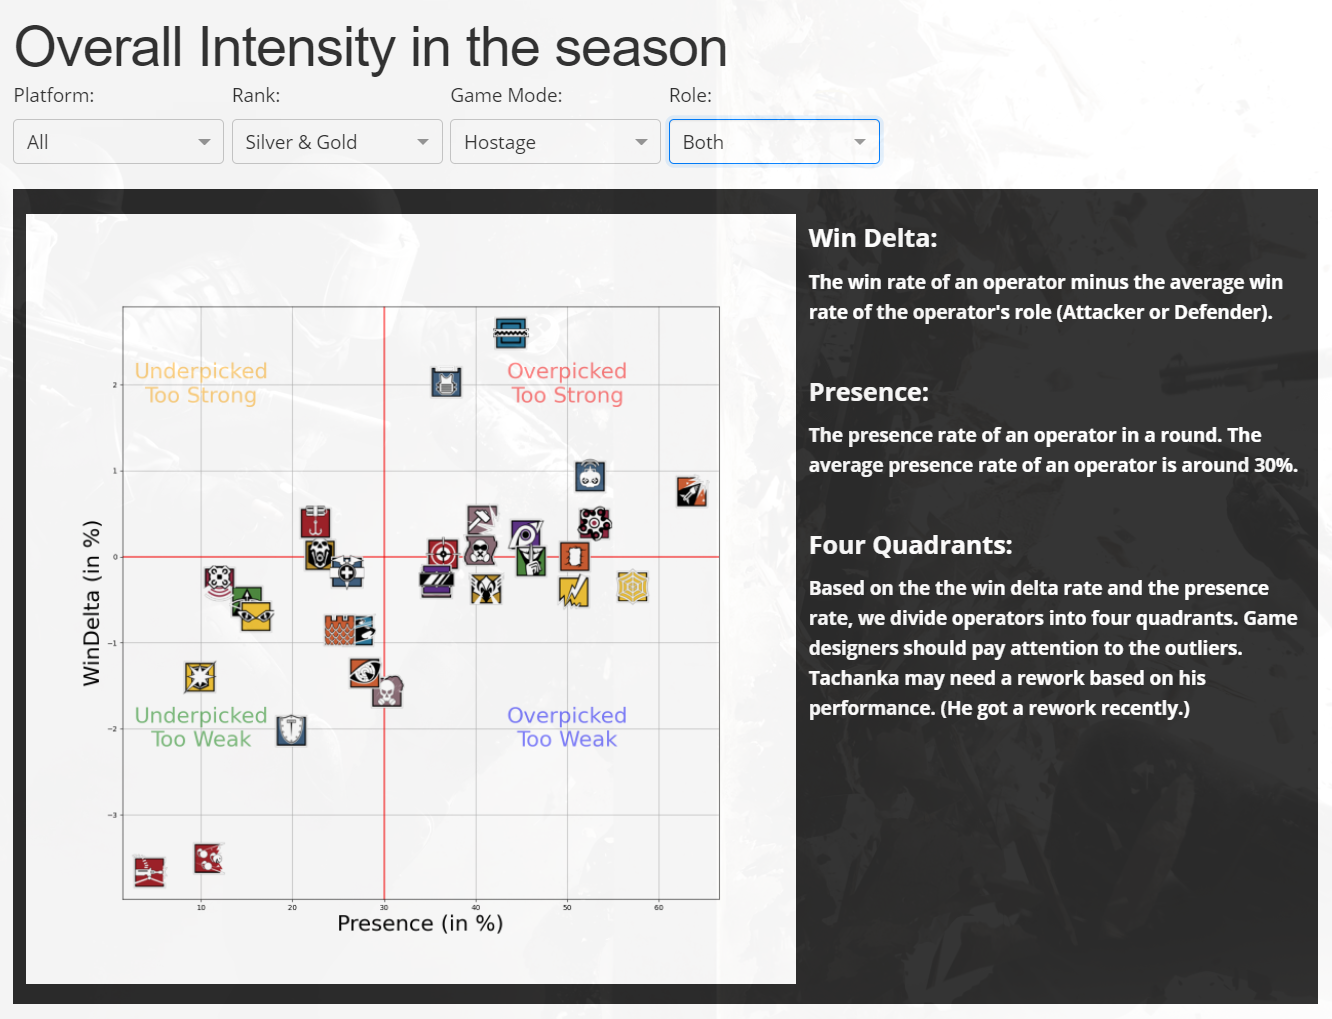 Overall Intensity in the season
Platform: Rank: Game Mode: Role:
All Silver & Gold Hostage Both
Underpicked
Too Strong
Overpicked
Too Strong
Underpicked
Too Weak
Overpicked
Too Weak
2
1
0
−1
−2
−3
WinDelta (in %)
10 20 30 40 50 60
Presence (in %)
Win Delta:
The win rate of an operator minus the average win
rate of the operator's role (Attacker or Defender).
Presence:
The presence rate of an operator in a round. The
average presence rate of an operator is around 30%.
Four Quadrants:
Based on the the win delta rate and the presence
rate, we divide operators into four quadrants. Game
designers should pay attention to the outliers.
Tachanka may need a rework based on his
performance. (He got a rework recently.)